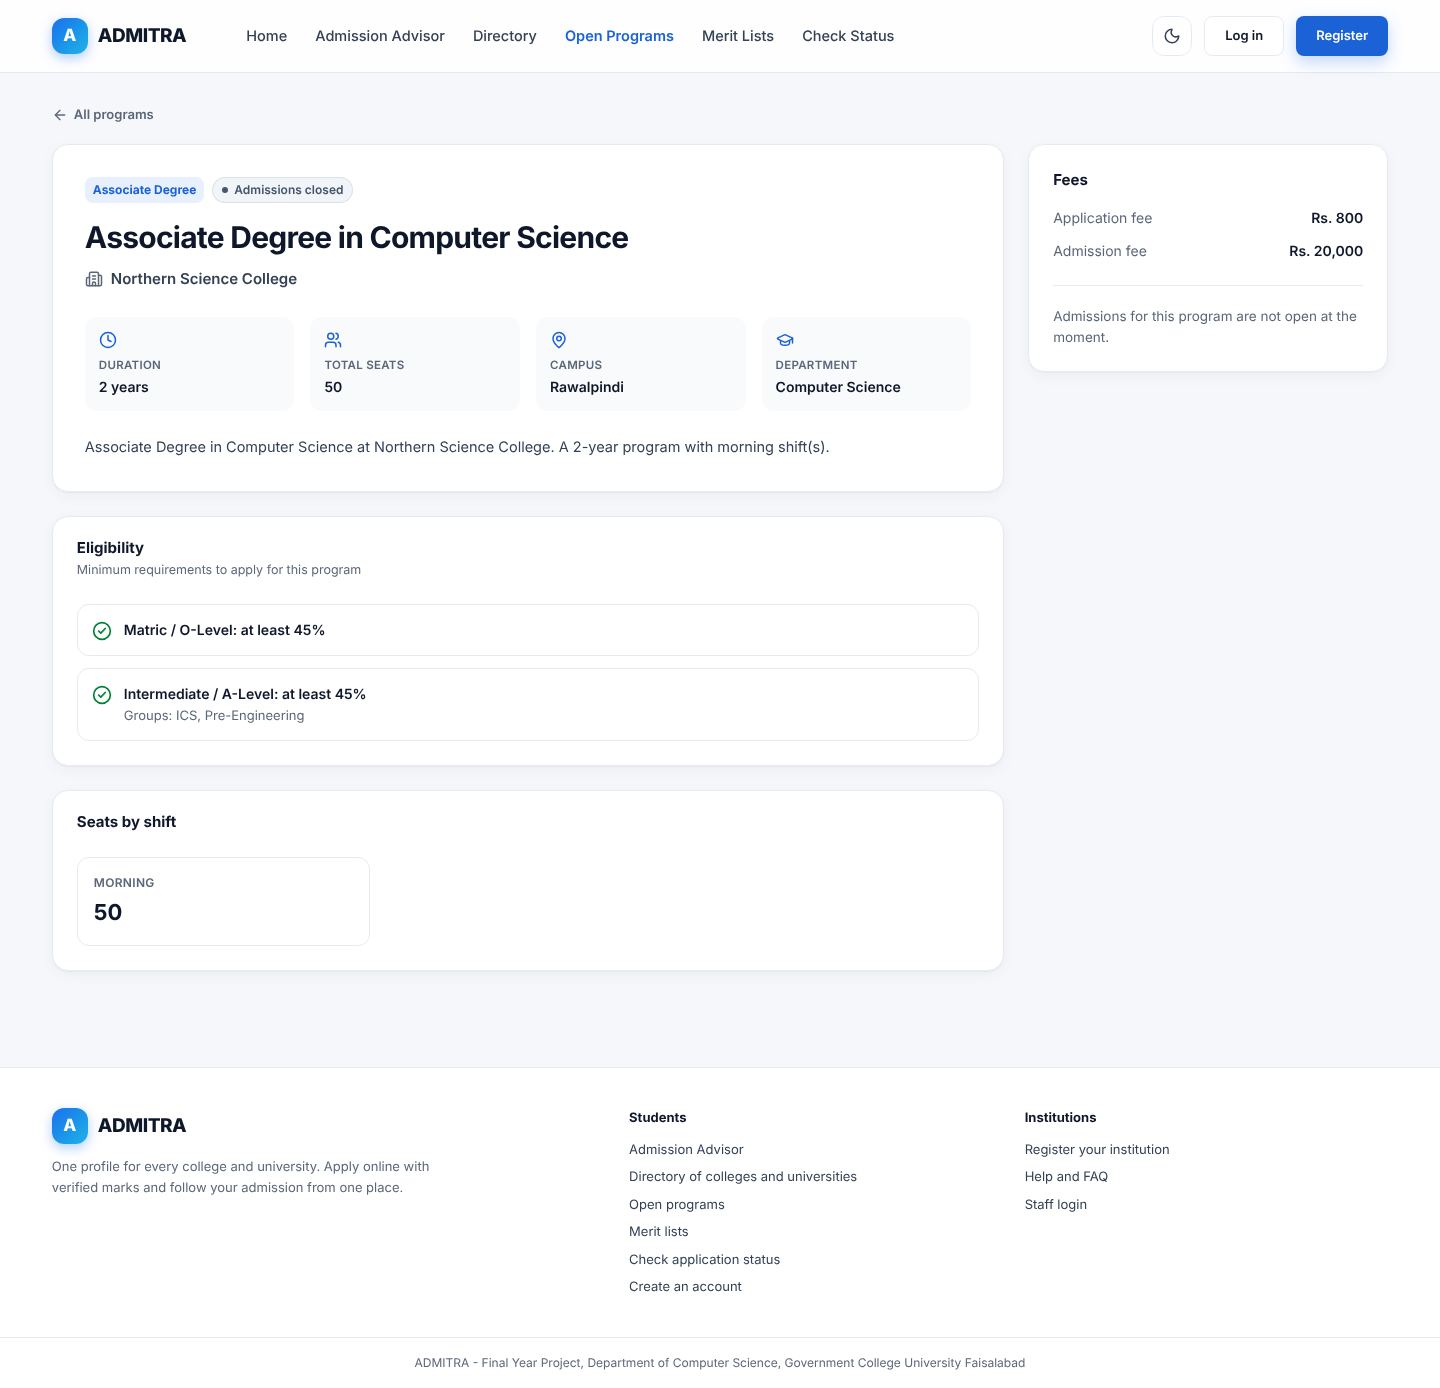 A ADMITRA
Home
Admission Advisor
Directory
Open Programs
Merit Lists
Check Status
Log in
Register
All programs
Associate Degree
Admissions closed
Associate Degree in Computer Science
Northern Science College
DURATION
2 years
TOTAL SEATS
50
CAMPUS
Rawalpindi
DEPARTMENT
Computer Science
Associate Degree in Computer Science at Northern Science College. A 2-year program with morning shift(s).
Fees
Application fee Rs. 800
Admission fee Rs. 20,000
Admissions for this program are not open at the
moment.
Eligibility
Minimum requirements to apply for this program
Matric / O-Level: at least 45%
Intermediate / A-Level: at least 45%
Groups: ICS, Pre-Engineering
Seats by shift
MORNING
50
A ADMITRA
One profile for every college and university. Apply online with
verified marks and follow your admission from one place.
Students
Admission Advisor
Directory of colleges and universities
Open programs
Merit lists
Check application status
Create an account
Institutions
Register your institution
Help and FAQ
Staff login
ADMITRA - Final Year Project, Department of Computer Science, Government College University Faisalabad